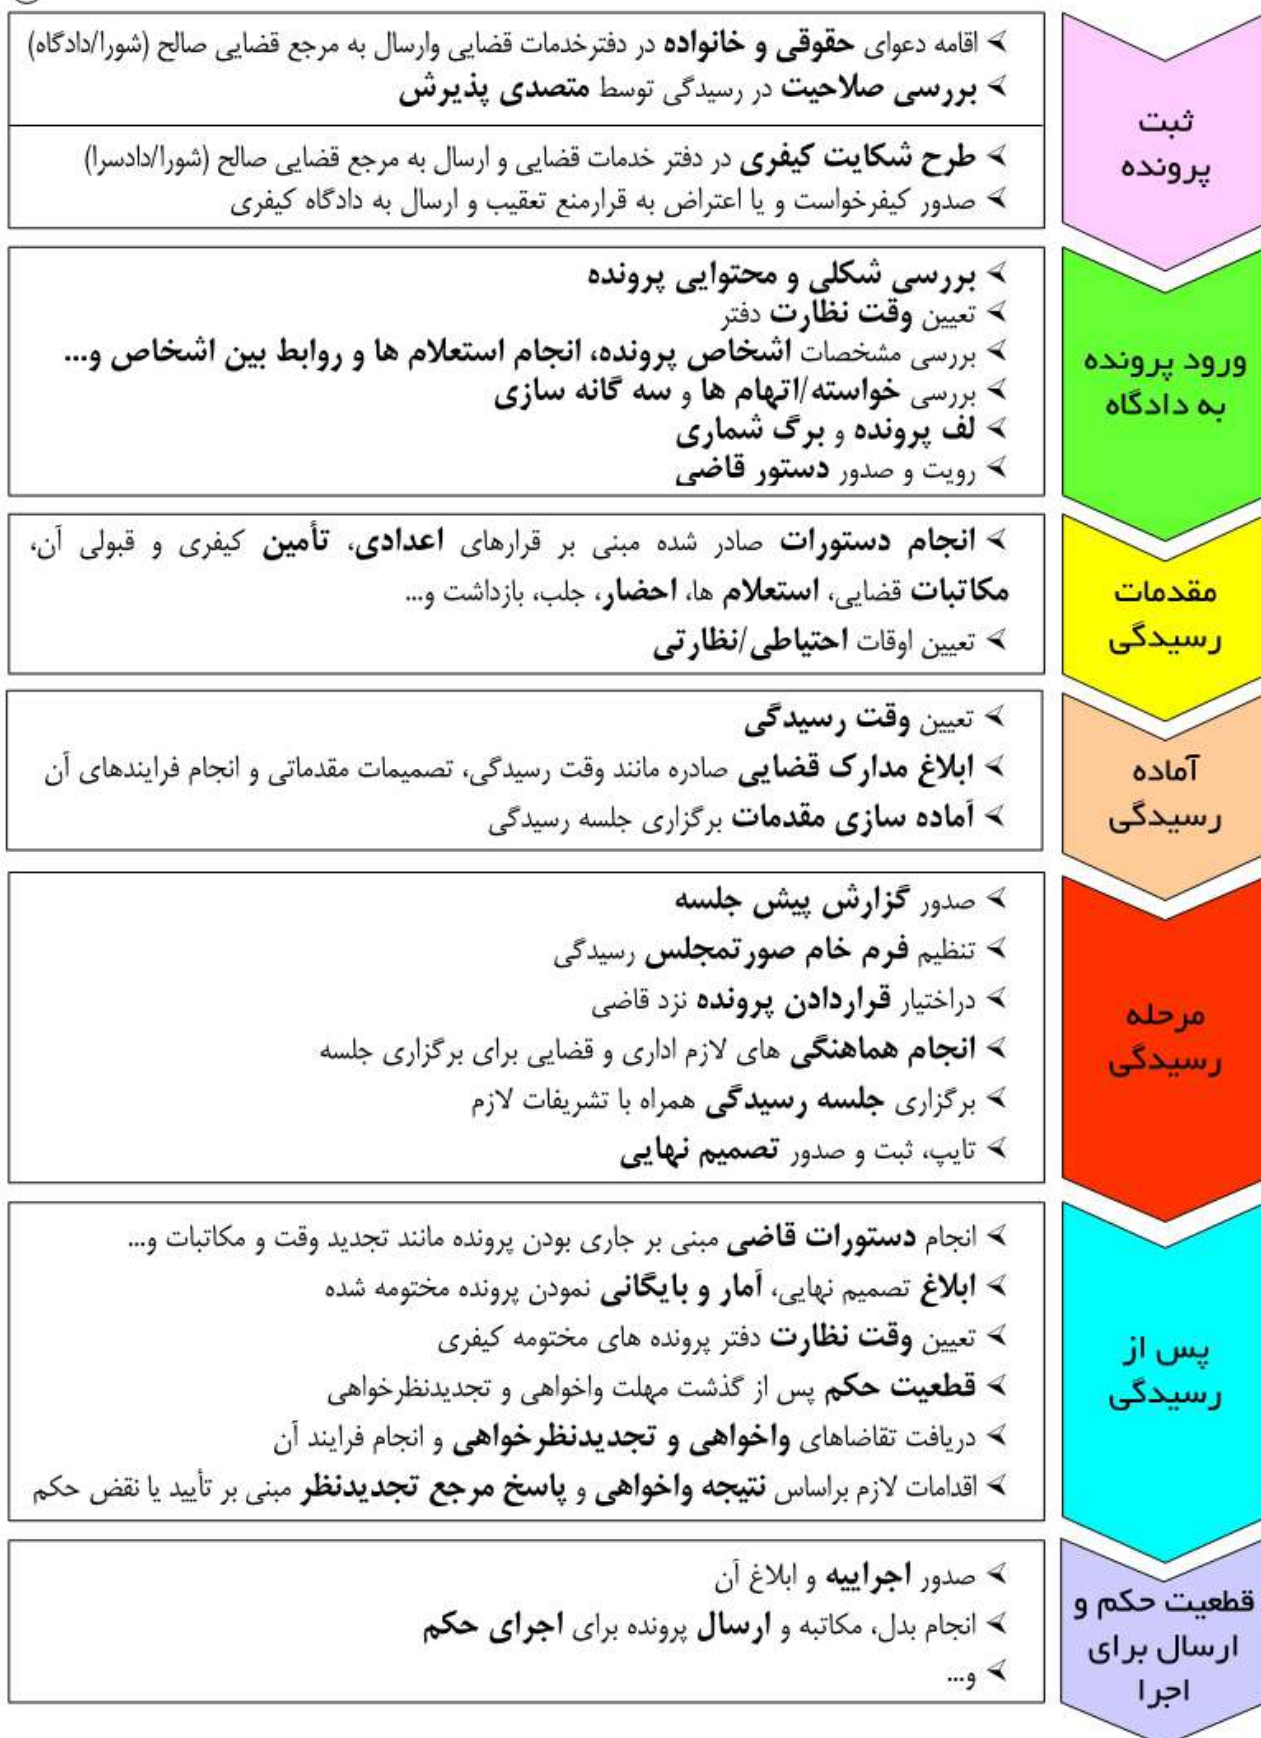 ثبت
پرونده
اقامه دعوای حقوقی و خانواده در دفترخدمات قضایی وارسال به مرجع قضایی صالح (شورا/دادگاه)
بررسی صلاحیت در رسیدگی توسط متصدی پذیرش
طرح شکایت کیفری در دفتر خدمات قضایی و ارسال به مرجع قضایی صالح (شورا/دادسرا)
صدور کیفرخواست و یا اعتراض به قرارمنع تعقیب و ارسال به دادگاه کیفری
ورود پرونده
به دادگاه
بررسی شکلی و محتوایی پرونده
تعیین وقت نظارت دفتر
بررسی مشخصات اشخاص پرونده، انجام استعلام ها و روابط بین اشخاص و...
بررسی خواسته/اتهام ها و سه گانه سازی
لف پرونده و برگ شماری
رویت و صدور دستور قاضی
مقدمات
رسیدگی
انجام دستورات صادر شده مبنی بر قرارهای اعدادی، تأمین کیفری و قبولی آن،
مکاتبات قضایی، استعلام ها، احضار، جلب، بازداشت و...
تعیین اوقات احتیاطی/نظارتی
آماده
رسیدگی
تعیین وقت رسیدگی
ابلاغ مدارک قضایی صادره مانند وقت رسیدگی، تصمیمات مقدماتی و انجام فرایندهای آن
آماده سازی مقدمات برگزاری جلسه رسیدگی
مرحله
رسیدگی
صدور گزارش پیش جلسه
تنظیم فرم خام صورتمجلس رسیدگی
دراختیار قراردادن پرونده نزد قاضی
انجام هماهنگی های لازم اداری و قضایی برای برگزاری جلسه
برگزاری جلسه رسیدگی همراه با تشریفات لازم
تایپ، ثبت و صدور تصمیم نهایی
پس از
رسیدگی
انجام دستورات قاضی مبنی بر جاری بودن پرونده مانند تجدید وقت و مکاتبات و...
ابلاغ تصمیم نهایی، آمار و بایگانی نمودن پرونده مختومه شده
تعیین وقت نظارت دفتر پرونده های مختومه کیفری
قطعیت حکم پس از گذشت مهلت واخواهی و تجدیدنظرخواهی
دریافت تقاضاهای واخواهی و تجدیدنظرخواهی و انجام فرایند آن
اقدامات لازم براساس نتیجه واخواهی و پاسخ مرجع تجدیدنظر مبنی بر تأیید یا نقض حکم
قطعیت حکم و
ارسال برای
اجرا
صدور اجراییه و ابلاغ آن
انجام بدل، مکاتبه و ارسال پرونده برای اجرای حکم
و...